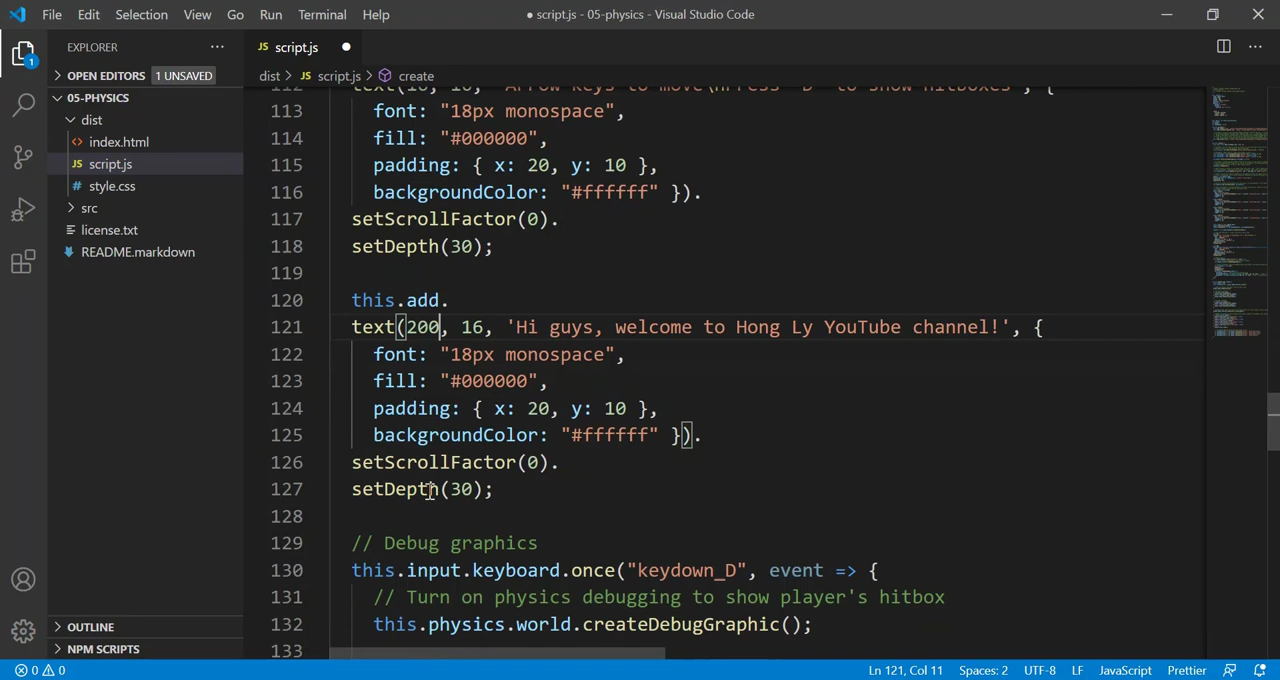 File Edit Selection View Go Run Terminal Help ● script.js - 05-physics - Visual Studio Code
EXPLORER ···
JS script.js ●
1
> OPEN EDITORS 1 UNSAVED
dist > JS script.js > create
05-PHYSICS
dist
<> index.html
JS script.js
# style.css
> src
license.txt
README.markdown
112 text(16, 16, 'Arrow keys to move\nPress "D" to show hitboxes', {
113 font: "18px monospace",
114 fill: "#000000",
115 padding: { x: 20, y: 10 },
116 backgroundColor: "#ffffff" }).
117 setScrollFactor(0).
118 setDepth(30);
119
120 this.add.
121 text(200, 16, 'Hi guys, welcome to Hong Ly YouTube channel!', {
122 font: "18px monospace",
123 fill: "#000000",
124 padding: { x: 20, y: 10 },
125 backgroundColor: "#ffffff" }).
126 setScrollFactor(0).
127 setDepth(30);
128
129 // Debug graphics
130 this.input.keyboard.once("keydown_D", event => {
131 // Turn on physics debugging to show player's hitbox
132 this.physics.world.createDebugGraphic();
133
> OUTLINE
> NPM SCRIPTS
0 0 Ln 121, Col 11 Spaces: 2 UTF-8 LF JavaScript Prettier